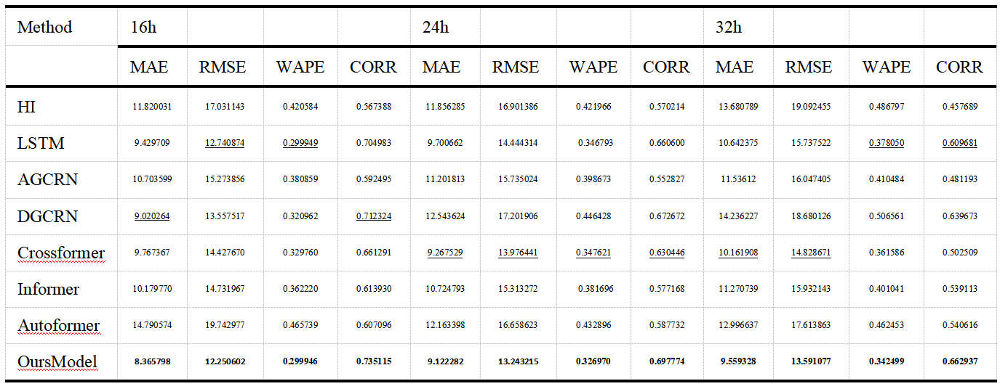 Method 16h 24h 32h
MAE RMSE WAPE CORR MAE RMSE WAPE CORR MAE RMSE WAPE CORR
HI 11.820031 17.031143 0.420584 0.567388 11.856285 16.901386 0.421966 0.570214 13.680789 19.092455 0.486797 0.457689
LSTM 9.429709 12.740874 0.299949 0.704983 9.700662 14.444314 0.346793 0.660600 10.642375 15.737522 0.378050 0.609681
AGCRN 10.703599 15.273856 0.380859 0.592495 11.201813 15.735024 0.398673 0.552827 11.53612 16.047405 0.410484 0.481193
DGCRN 9.020264 13.557517 0.320962 0.712324 12.543624 17.201906 0.446428 0.672672 14.236227 18.680126 0.506561 0.639673
Crossformer 9.767367 14.427670 0.329760 0.661291 9.267529 13.976441 0.347621 0.630446 10.161908 14.828671 0.361586 0.502509
Informer 10.179770 14.731967 0.362220 0.613930 10.724793 15.313272 0.381696 0.577168 11.270739 15.932143 0.401041 0.539113
Autoformer 14.790574 19.742977 0.465739 0.607096 12.163398 16.658623 0.432896 0.587732 12.996637 17.613863 0.462453 0.540616
OursModel 8.365798 12.250602 0.299946 0.735115 9.122282 13.243215 0.326970 0.697774 9.559328 13.591077 0.342499 0.662937